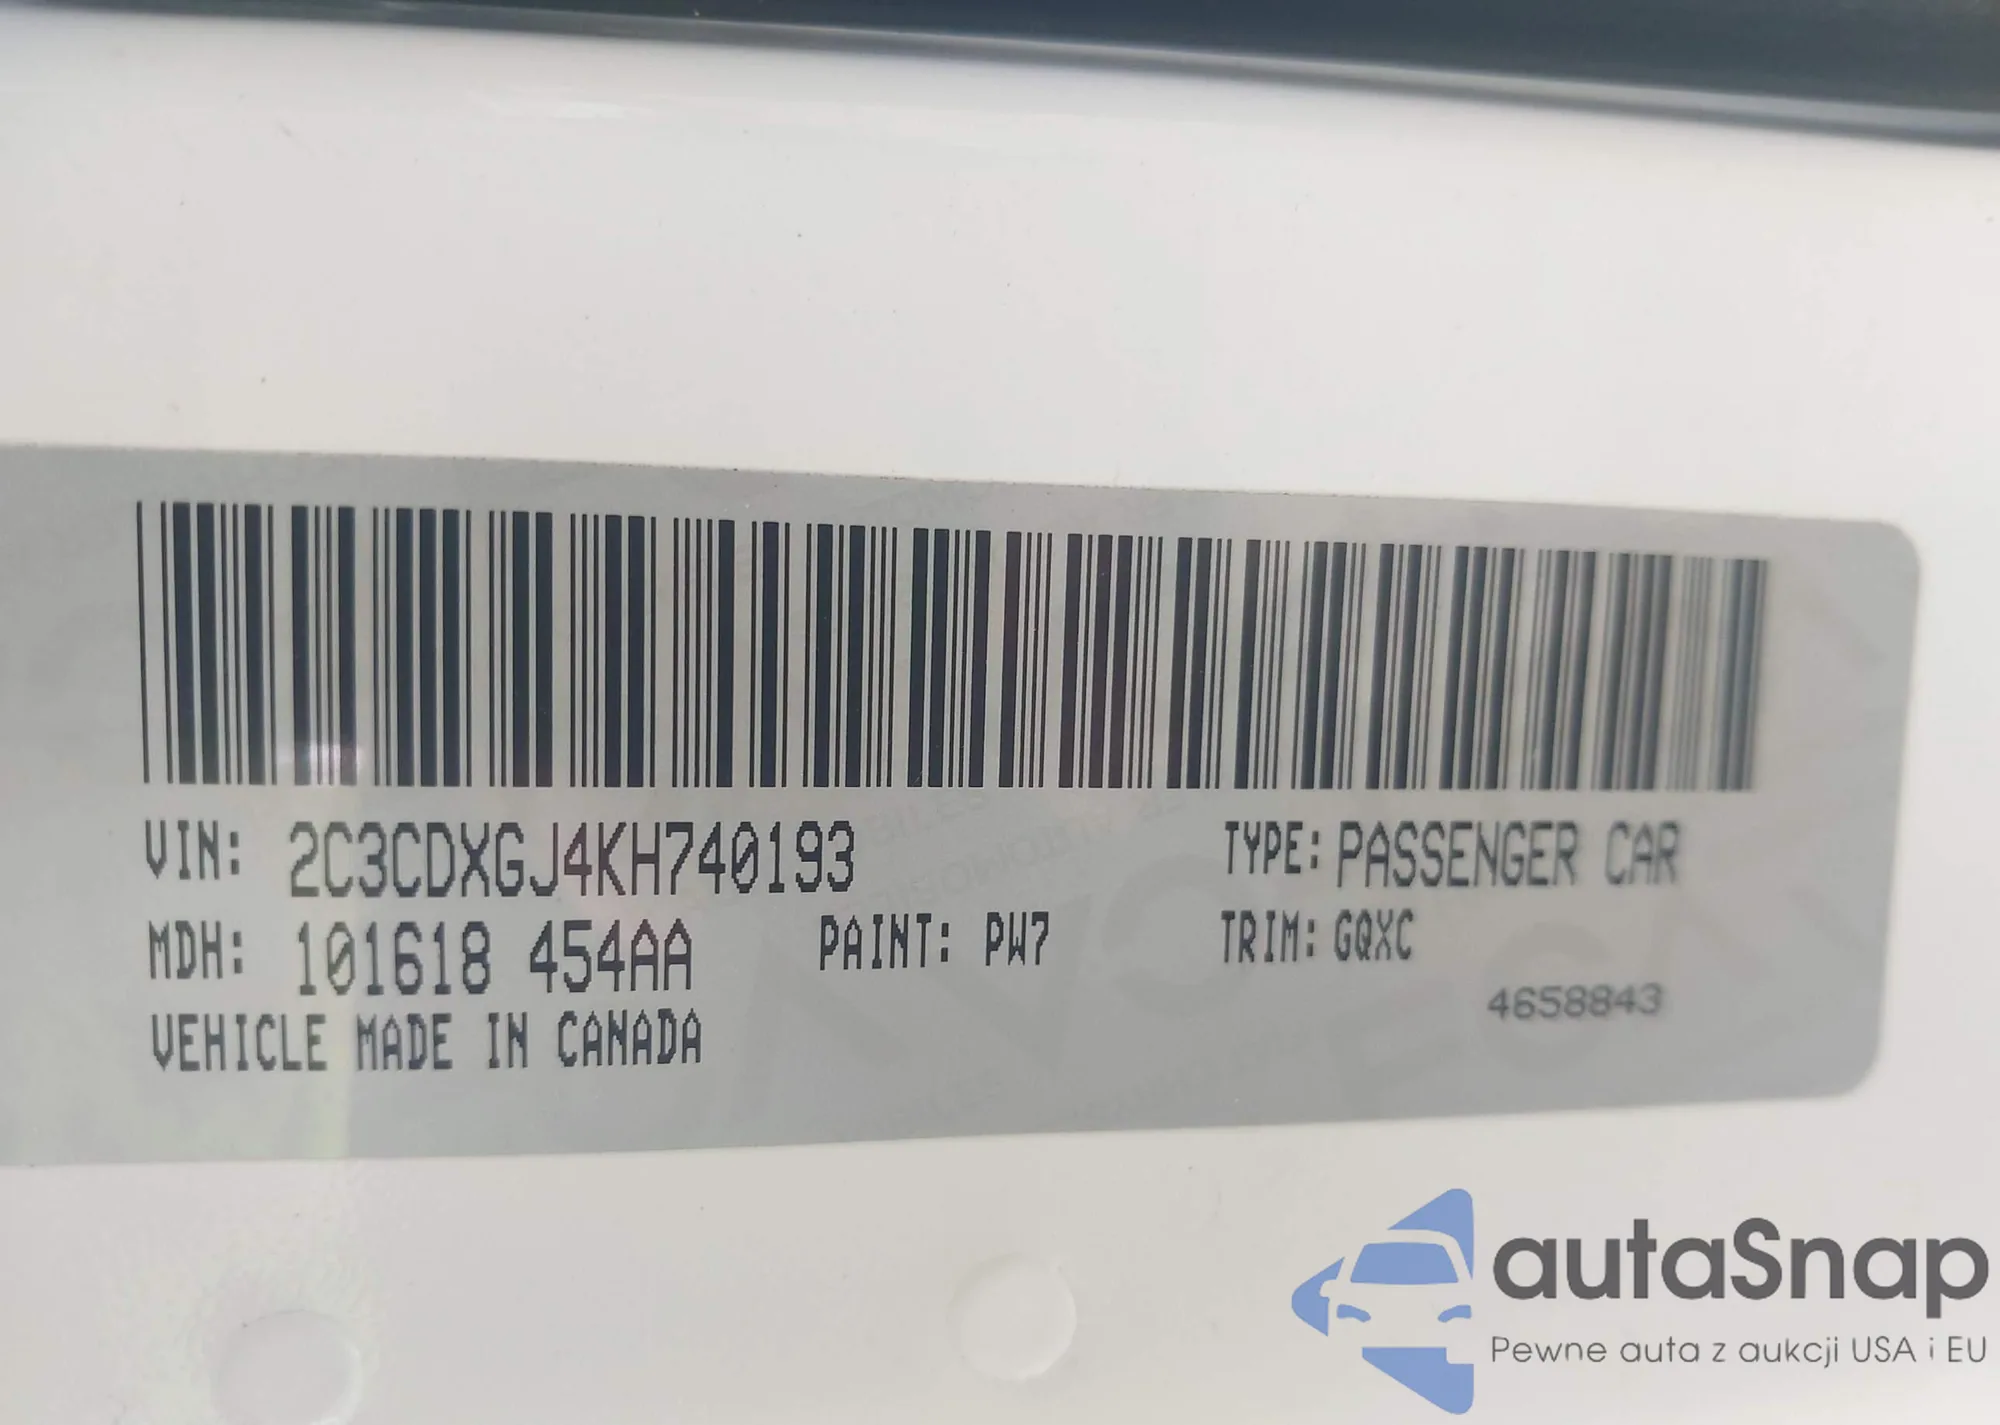 VIN: 2C3CDXGJ4KH740193
TYPE: PASSENGER CAR
MDH: 101618 454AA
PAINT: PW7
TRIM: GQXC
4658843
VEHICLE MADE IN CANADA
autaSnap
Pewne auta z aukcji USA i EU